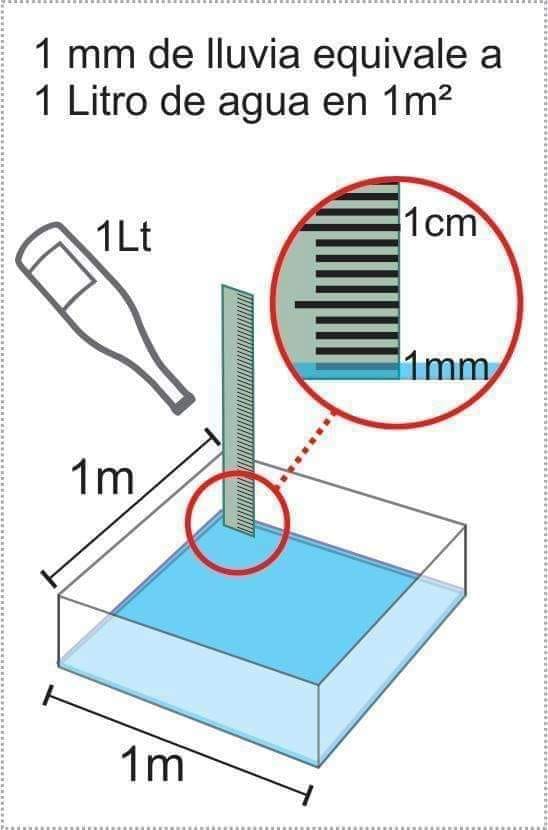 1 mm de lluvia equivale a
1 Litro de agua en 1m²
1Lt
1cm
1mm
1m
1m